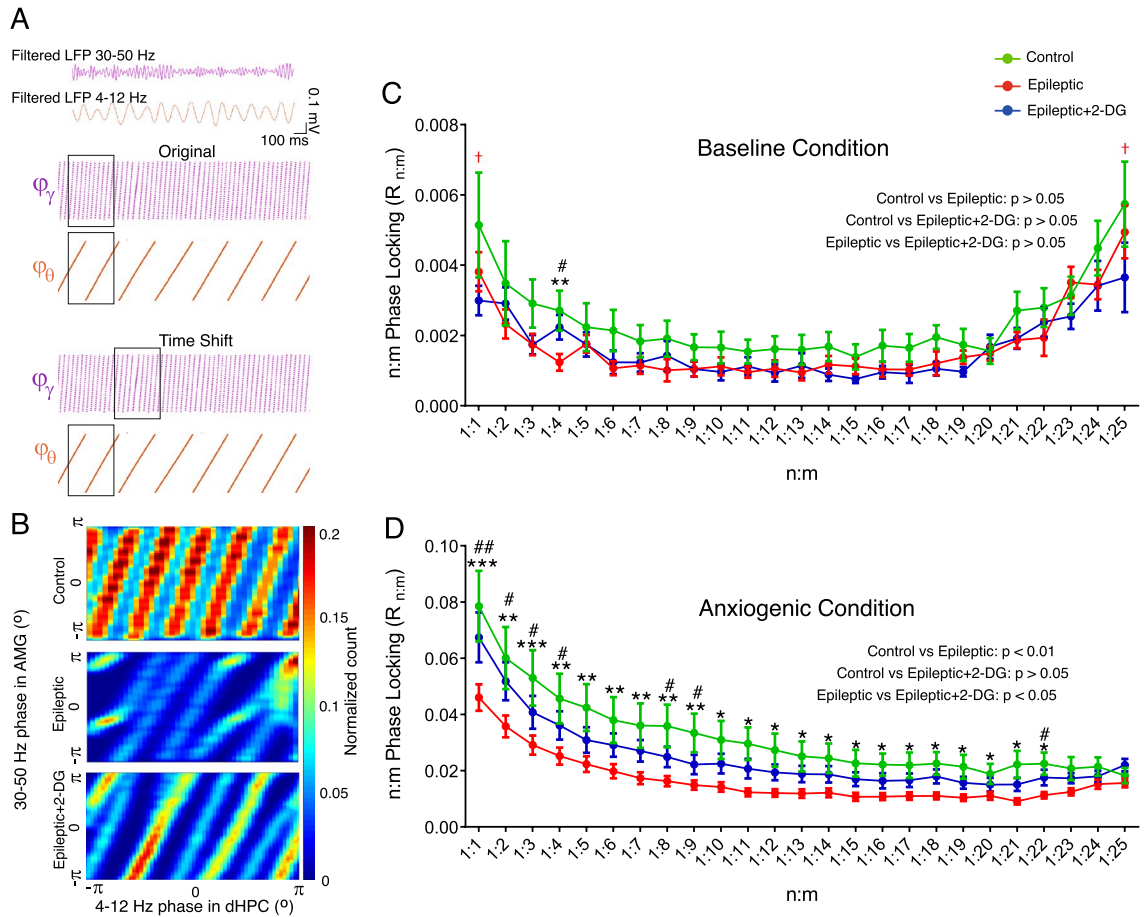 A
Filtered LFP 30-50 Hz
Filtered LFP 4-12 Hz
0.1 mV
100 ms
Original
φγ
φθ
Time Shift
φγ
φθ
B
30-50 Hz phase in AMG (º)
Control
π
0
-π
Epileptic
π
0
-π
Epileptic+2-DG
π
0
-π
-π
0
π
4-12 Hz phase in dHPC (º)
0.2
0.15
0.1
0.05
0
Normalized count
Control
Epileptic
Epileptic+2-DG
C
Baseline Condition
Control vs Epileptic: p > 0.05
Control vs Epileptic+2-DG: p > 0.05
Epileptic vs Epileptic+2-DG: p > 0.05
n:m Phase Locking (R n:m)
0.008
0.006
0.004
0.002
0.000
†
#
**
†
1:1
1:2
1:3
1:4
1:5
1:6
1:7
1:8
1:9
1:10
1:11
1:12
1:13
1:14
1:15
1:16
1:17
1:18
1:19
1:20
1:21
1:22
1:23
1:24
1:25
n:m
D
Anxiogenic Condition
Control vs Epileptic: p < 0.01
Control vs Epileptic+2-DG: p > 0.05
Epileptic vs Epileptic+2-DG: p < 0.05
n:m Phase Locking (R n:m)
0.10
0.08
0.06
0.04
0.02
0.00
##
***
#
**
#
***
#
**
**
**
**
#
**
#
**
*
*
*
*
*
*
*
*
*
*
*
*
#
*
1:1
1:2
1:3
1:4
1:5
1:6
1:7
1:8
1:9
1:10
1:11
1:12
1:13
1:14
1:15
1:16
1:17
1:18
1:19
1:20
1:21
1:22
1:23
1:24
1:25
n:m